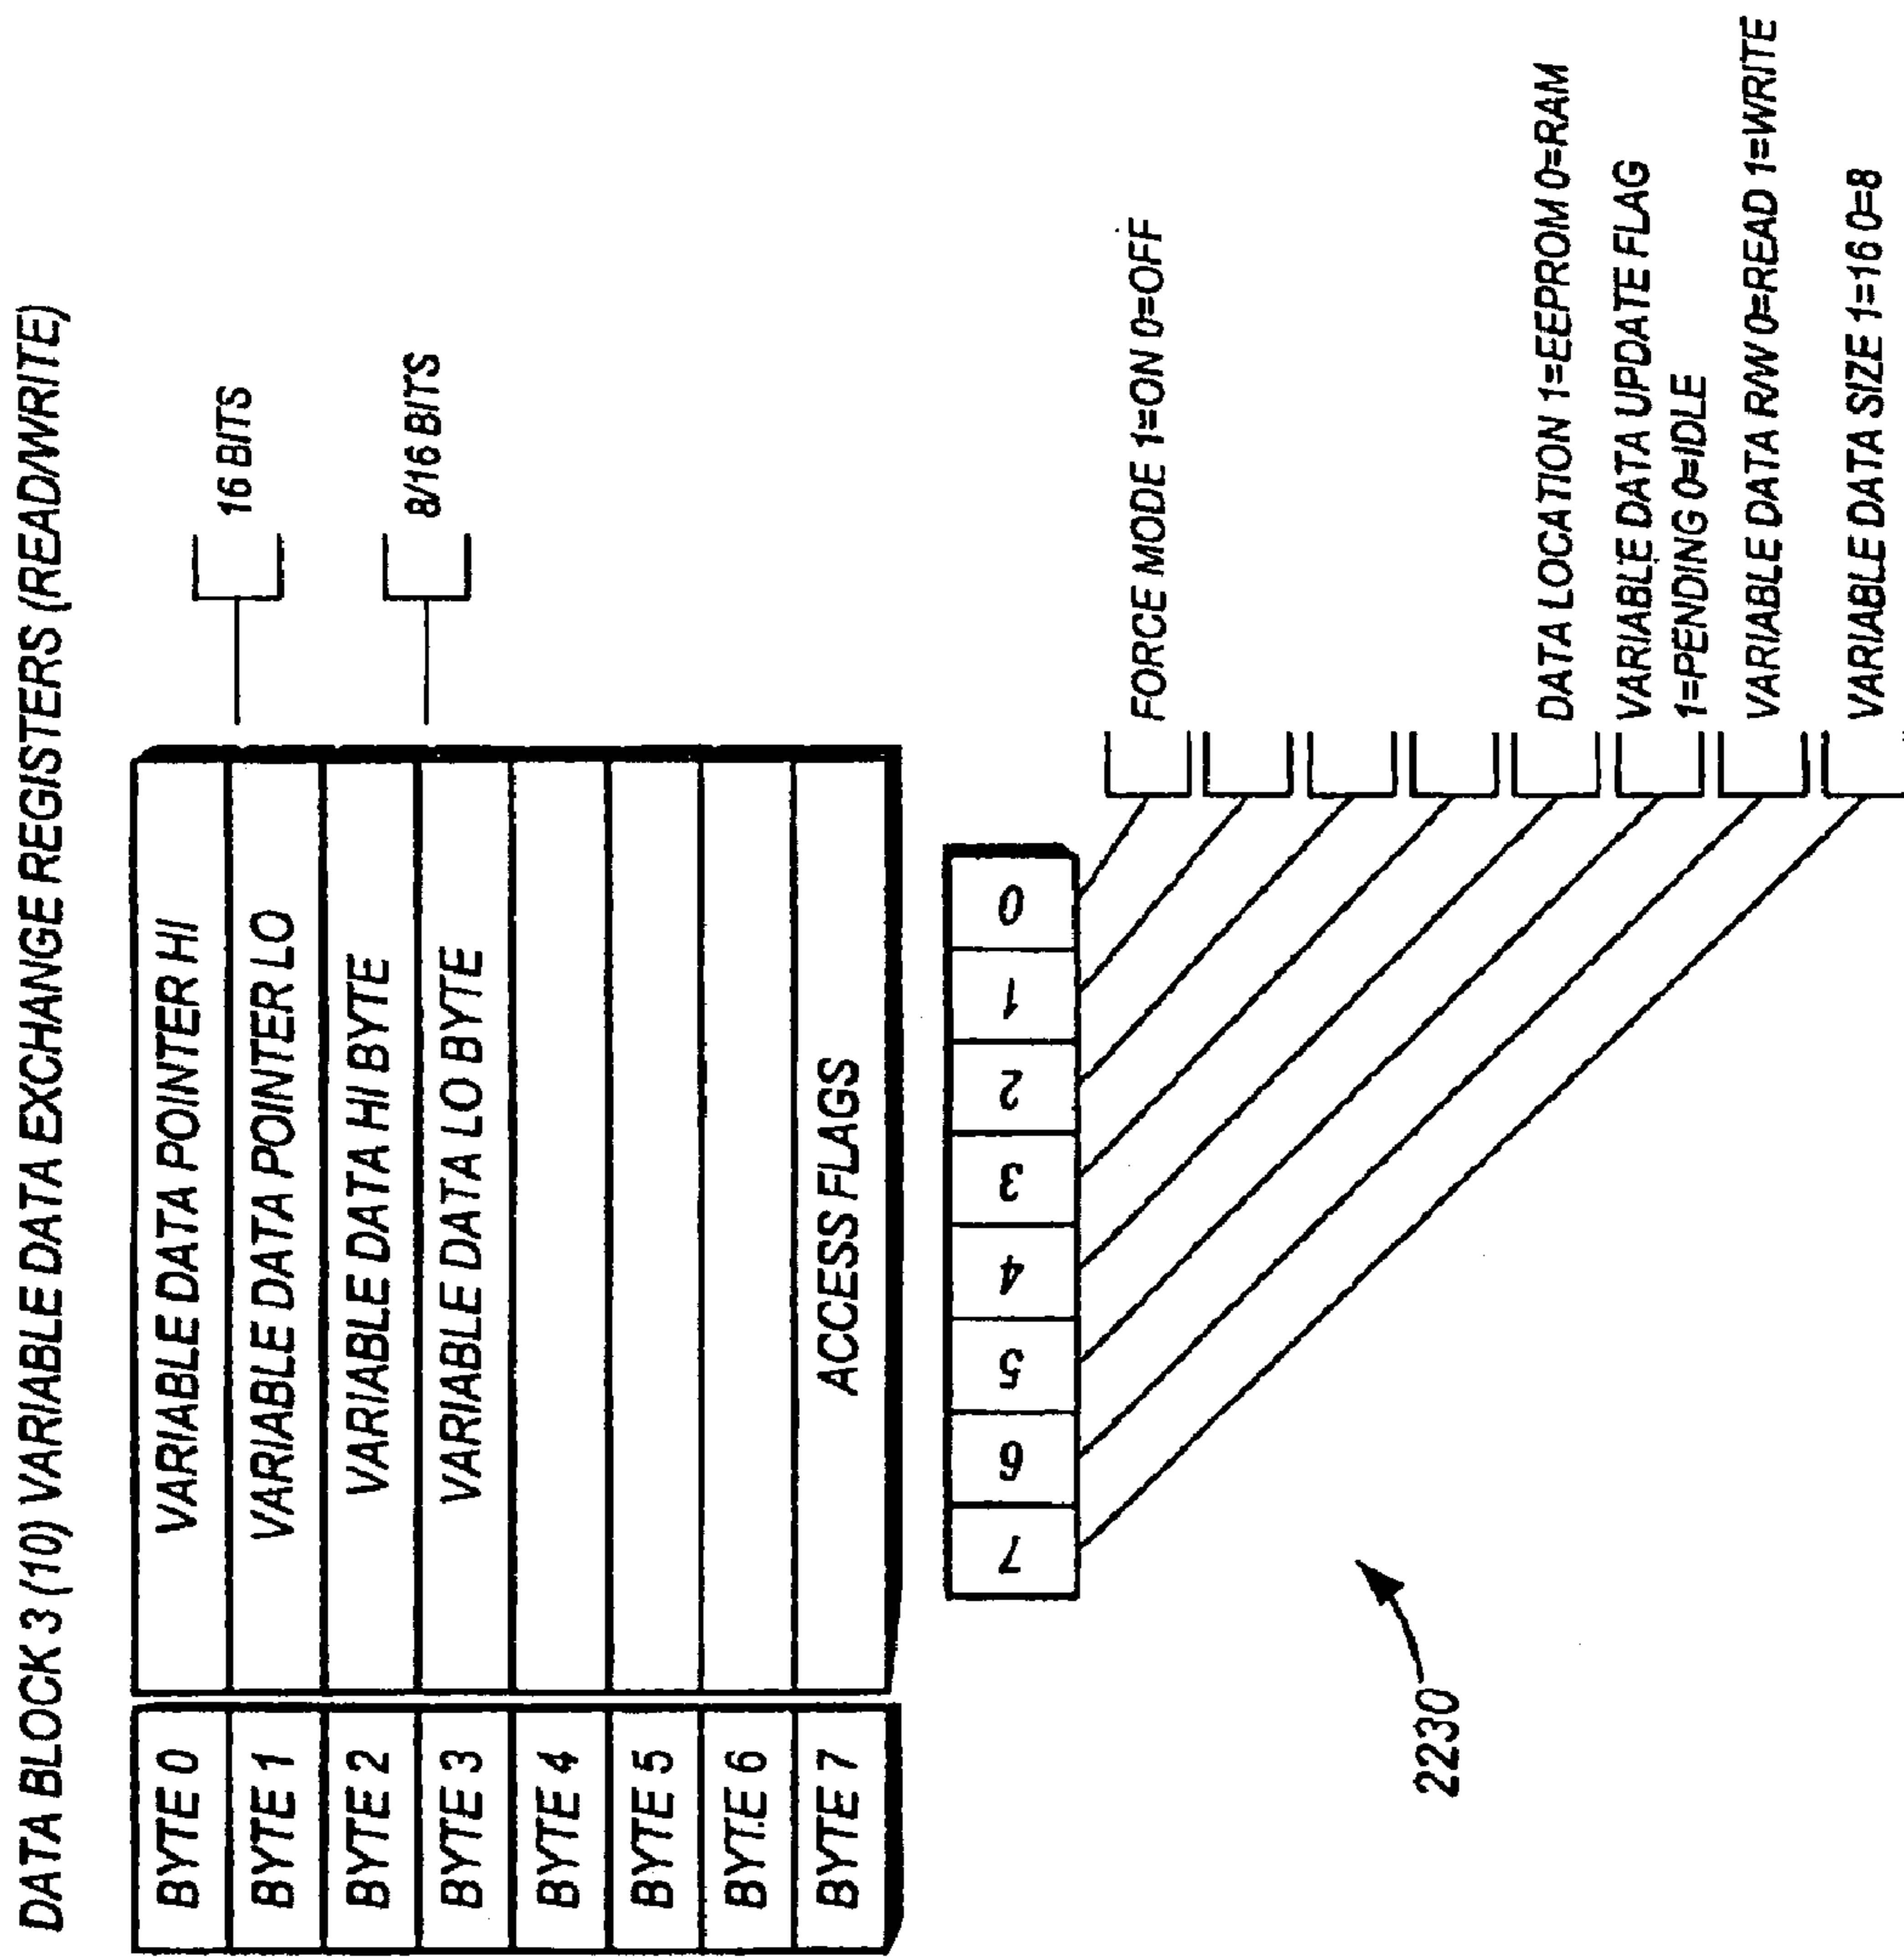 DATA BLOCK 3 (10) VARIABLE DATA EXCHANGE REGISTERS (READ/WRITE)
BYTE 0 VARIABLE DATA POINTER HI
16 BITS
BYTE 1 VARIABLE DATA POINTER LO
BYTE 2 VARIABLE DATA HI BYTE
8/16 BITS
BYTE 3 VARIABLE DATA LO BYTE
BYTE 4
BYTE 5
BYTE 6
BYTE 7 ACCESS FLAGS
7 6 5 4 3 2 1 0
FORCE MODE 1=ON 0=OFF
DATA LOCATION 1=EEPROM 0=RAM
VARIABLE DATA UPDATE FLAG
1=PENDING 0=IDLE
VARIABLE DATA R/W 0=READ 1=WRITE
VARIABLE DATA SIZE 1=16 0=8
2230